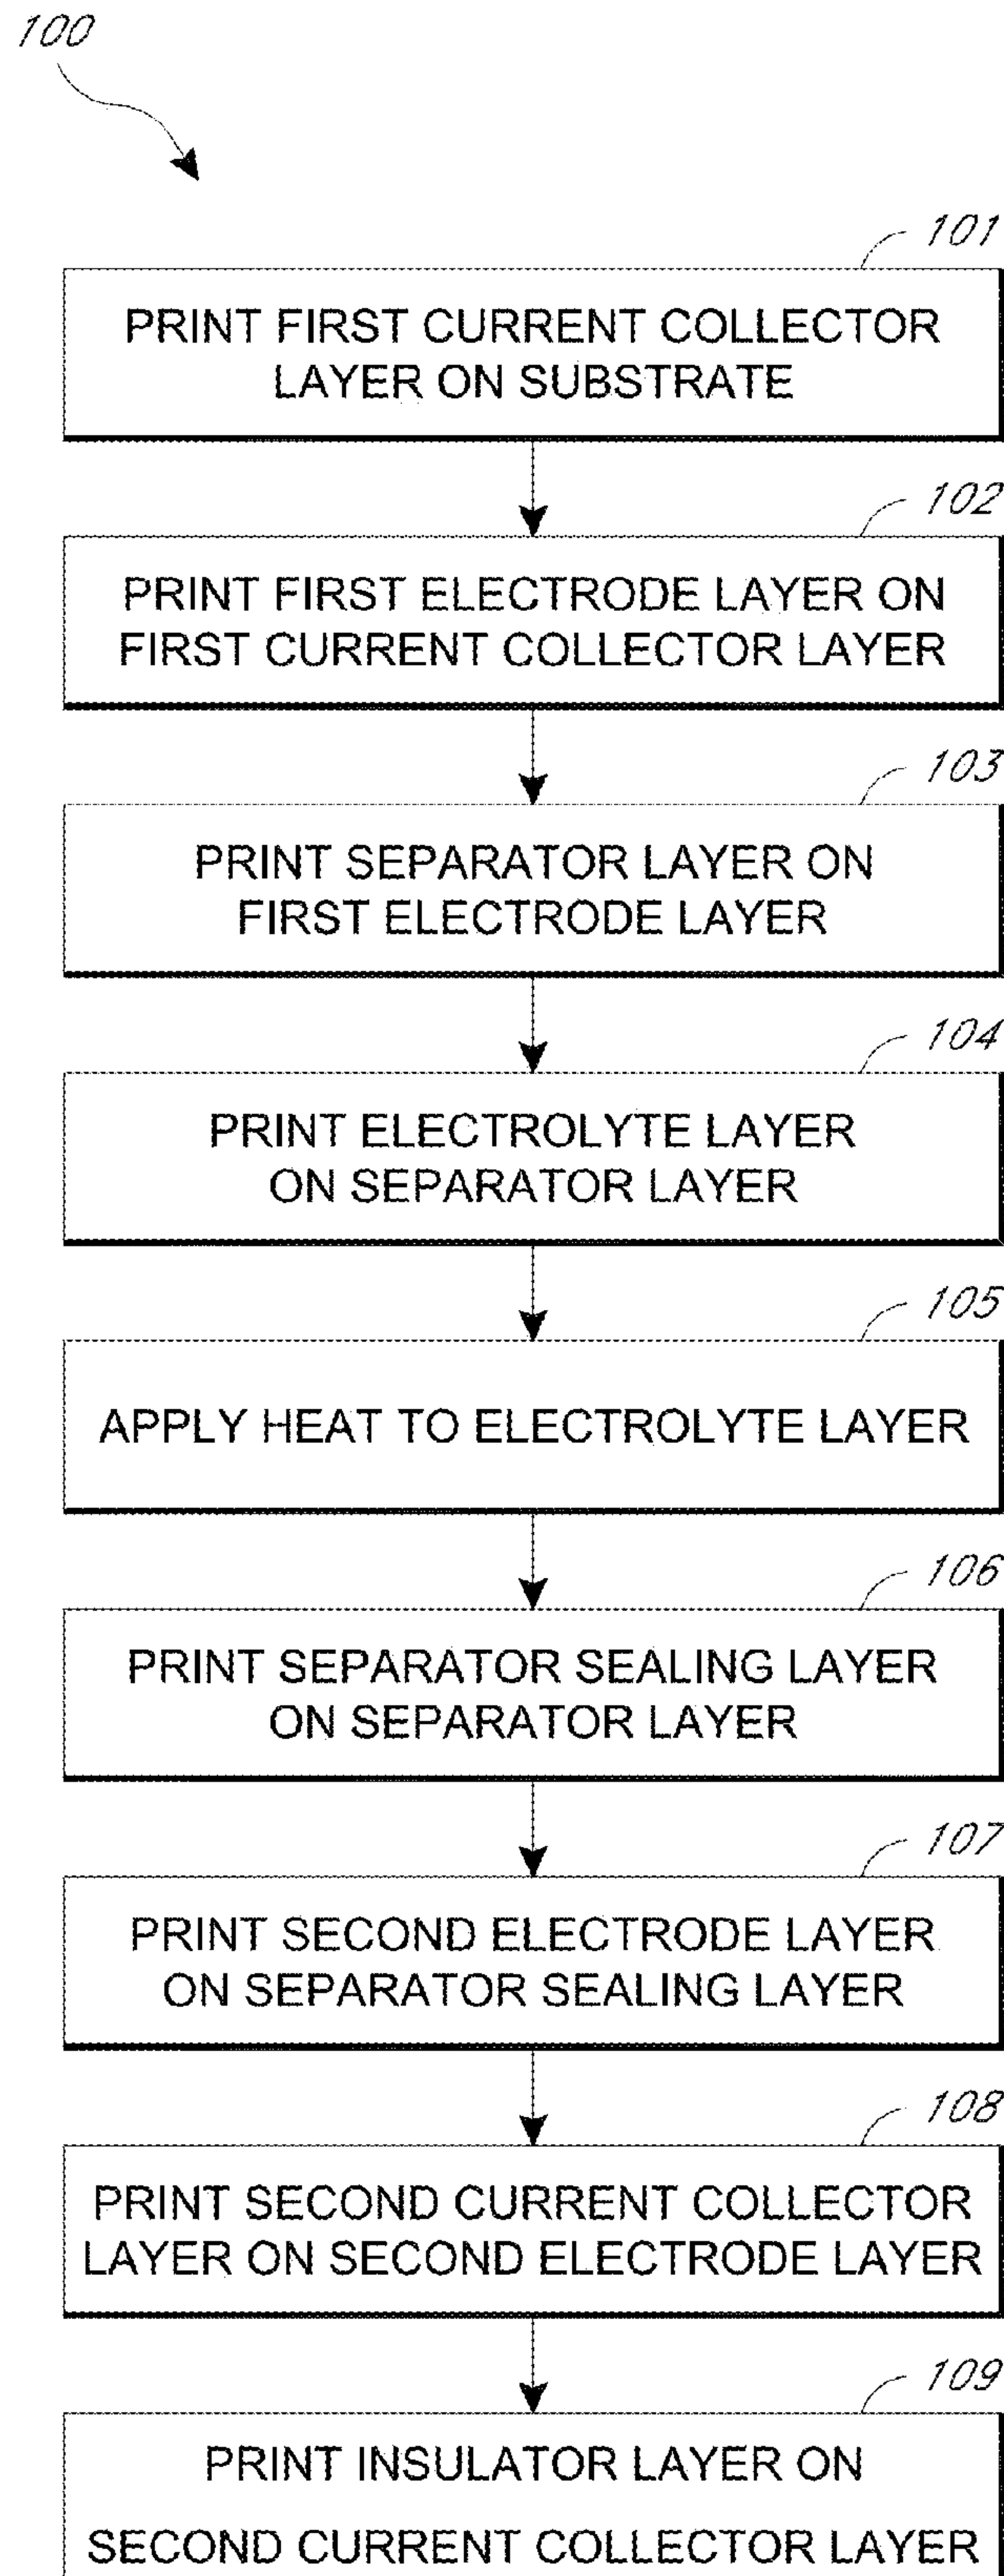 100
101
PRINT FIRST CURRENT COLLECTOR
LAYER ON SUBSTRATE
102
PRINT FIRST ELECTRODE LAYER ON
FIRST CURRENT COLLECTOR LAYER
103
PRINT SEPARATOR LAYER ON
FIRST ELECTRODE LAYER
104
PRINT ELECTROLYTE LAYER
ON SEPARATOR LAYER
105
APPLY HEAT TO ELECTROLYTE LAYER
106
PRINT SEPARATOR SEALING LAYER
ON SEPARATOR LAYER
107
PRINT SECOND ELECTRODE LAYER
ON SEPARATOR SEALING LAYER
108
PRINT SECOND CURRENT COLLECTOR
LAYER ON SECOND ELECTRODE LAYER
109
PRINT INSULATOR LAYER ON
SECOND CURRENT COLLECTOR LAYER